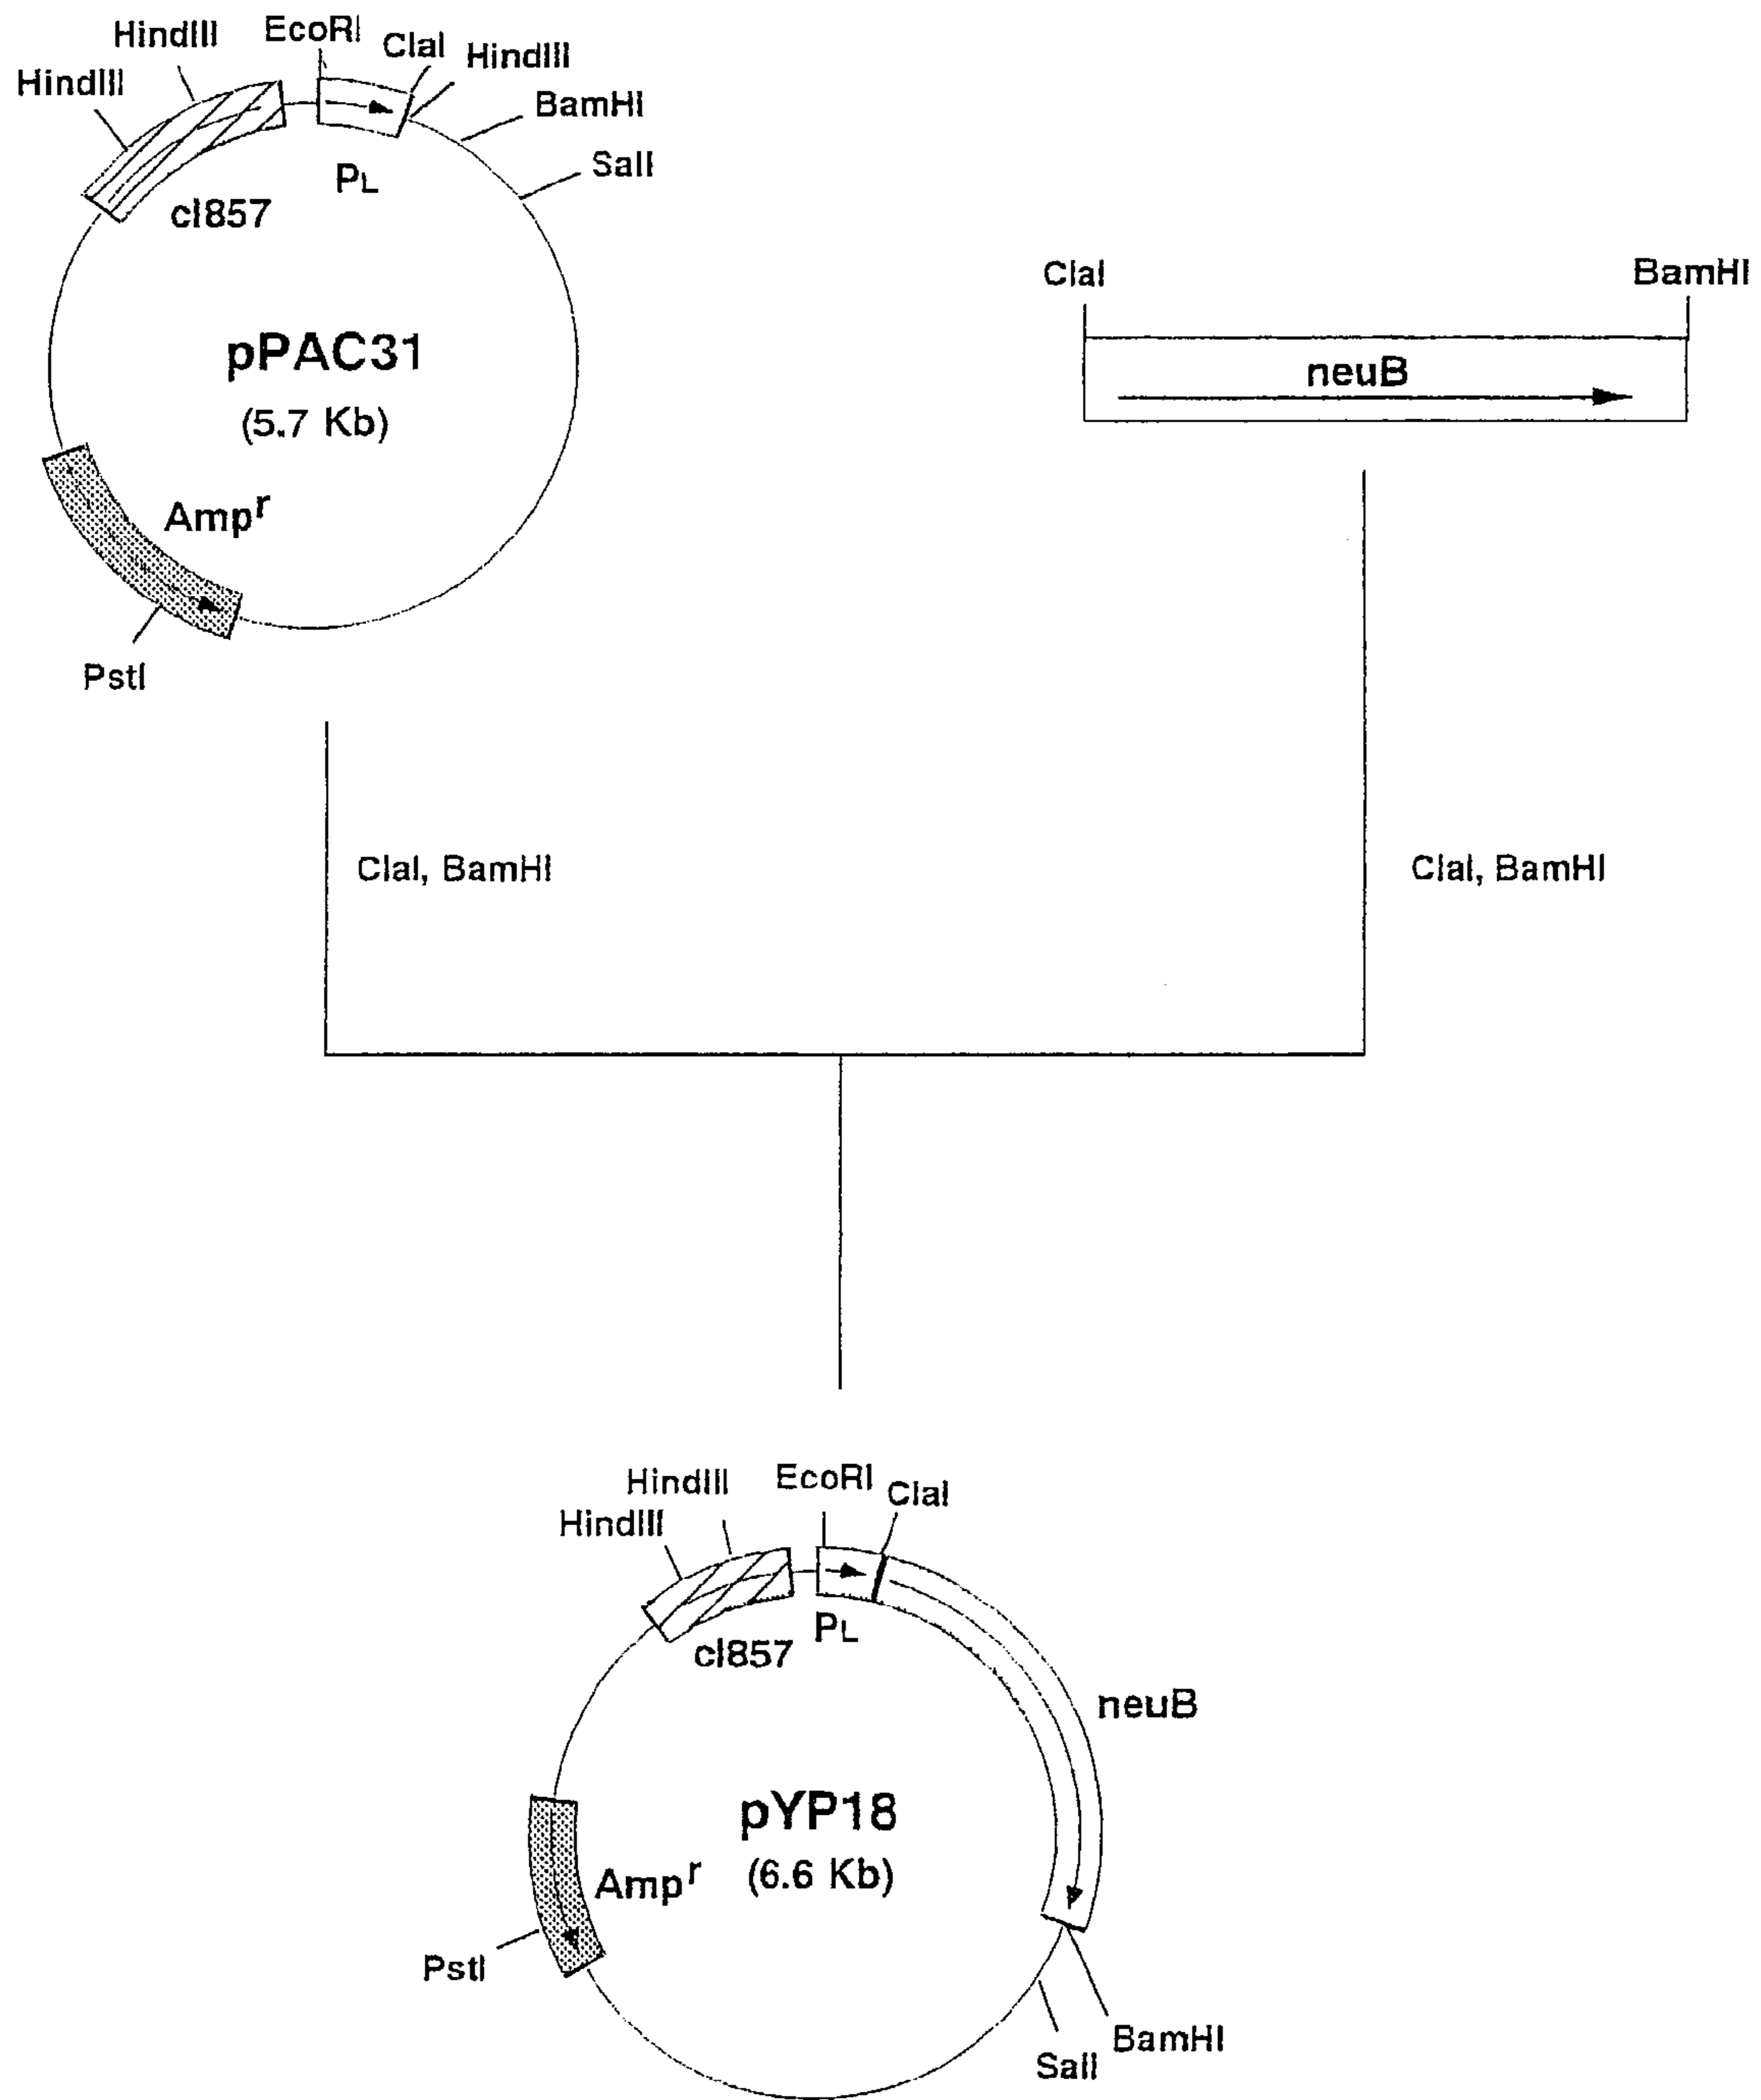 HindIII
HindIII
EcoRI
ClaI
HindIII
BamHI
SalI
PL
cI857
pPAC31
(5.7 Kb)
Ampr
PstI
ClaI
BamHI
neuB
ClaI, BamHI
ClaI, BamHI
HindIII
HindIII
EcoRI
ClaI
PL
cI857
neuB
pYP18
(6.6 Kb)
Ampr
PstI
BamHI
SalI